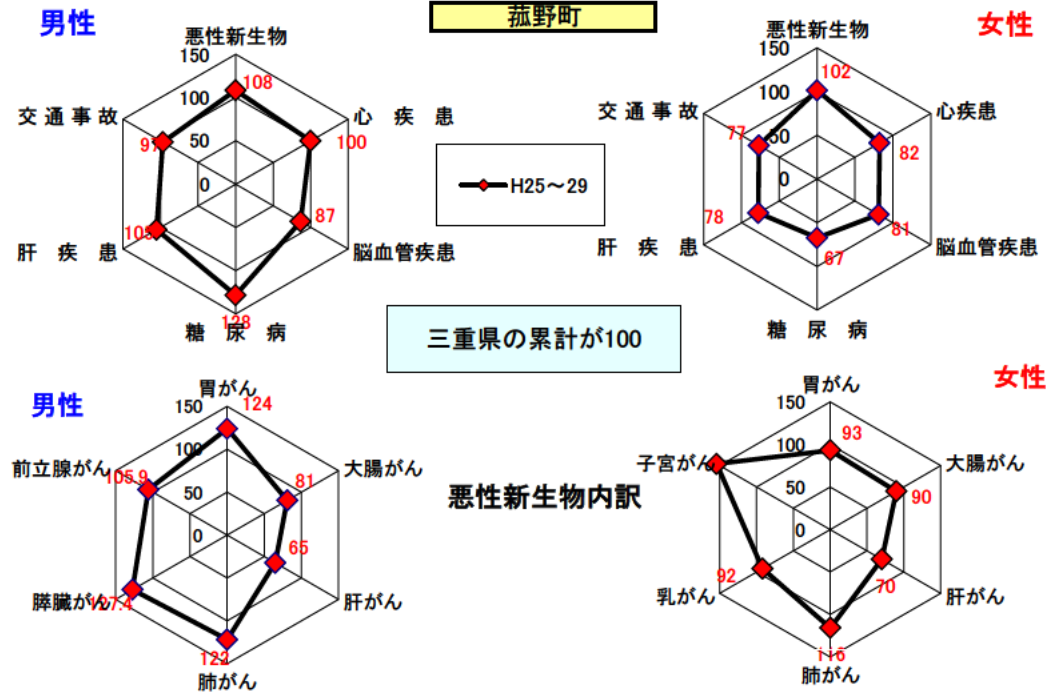 菰野町
男性
悪性新生物
150
108
100
50
0
心 疾 患
100
87
脳血管疾患
128
糖 尿 病
105
肝 疾 患
97
交 通 事 故
H25～29
女性
悪性新生物
150
102
100
50
0
心疾患
82
81
脳血管疾患
67
糖 尿 病
78
肝 疾 患
77
交 通 事 故
三重県の累計が100
男性
胃がん
150
124
100
50
0
大腸がん
81
65
肝がん
122
肺がん
127.4
膵臓がん
105.9
前立腺がん
悪性新生物内訳
女性
胃がん
150
93
100
50
0
大腸がん
90
70
肝がん
116
肺がん
92
乳がん
子宮がん